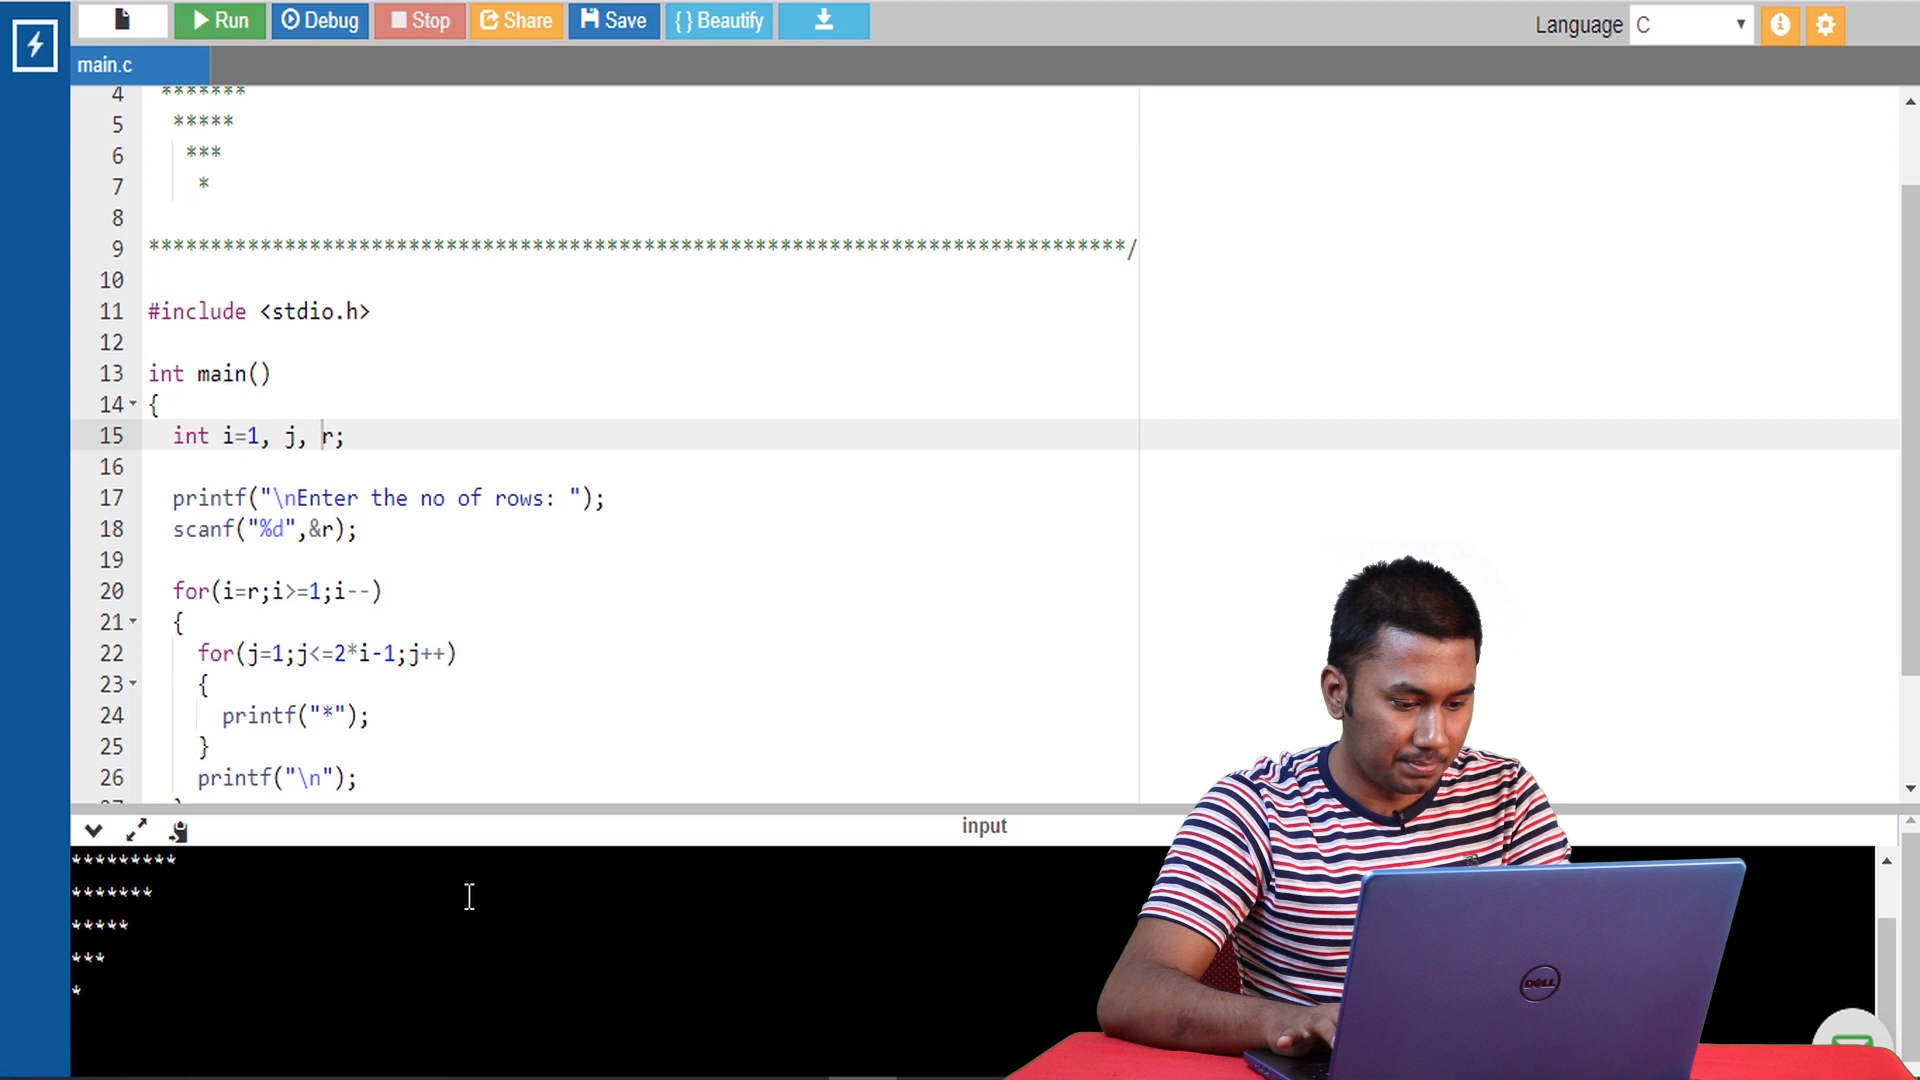 Run
Debug
Stop
Share
Save
{ } Beautify
Language C
main.c
4 *******
5 *****
6 ***
7 *
8
9 *******************************************************************************/
10
11 #include <stdio.h>
12
13 int main()
14 {
15 int i=1, j, r;
16
17 printf("\nEnter the no of rows: ");
18 scanf("%d",&r);
19
20 for(i=r;i>=1;i--)
21 {
22 for(j=1;j<=2*i-1;j++)
23 {
24 printf("*");
25 }
26 printf("\n");
input
*********
*******
*****
***
*
DELL